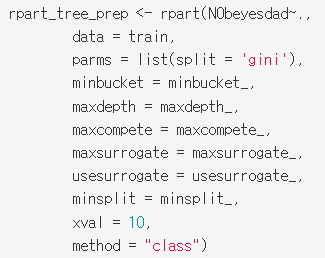 rpart_tree_prep <- rpart(NObeyesdad~.,
data = train,
parms = list(split = 'gini'),
minbucket = minbucket_,
maxdepth = maxdepth_,
maxcompete = maxcompete_,
maxsurrogate = maxsurrogate_,
usesurrogate = usesurrogate_,
minsplit = minsplit_,
xval = 10,
method = "class")